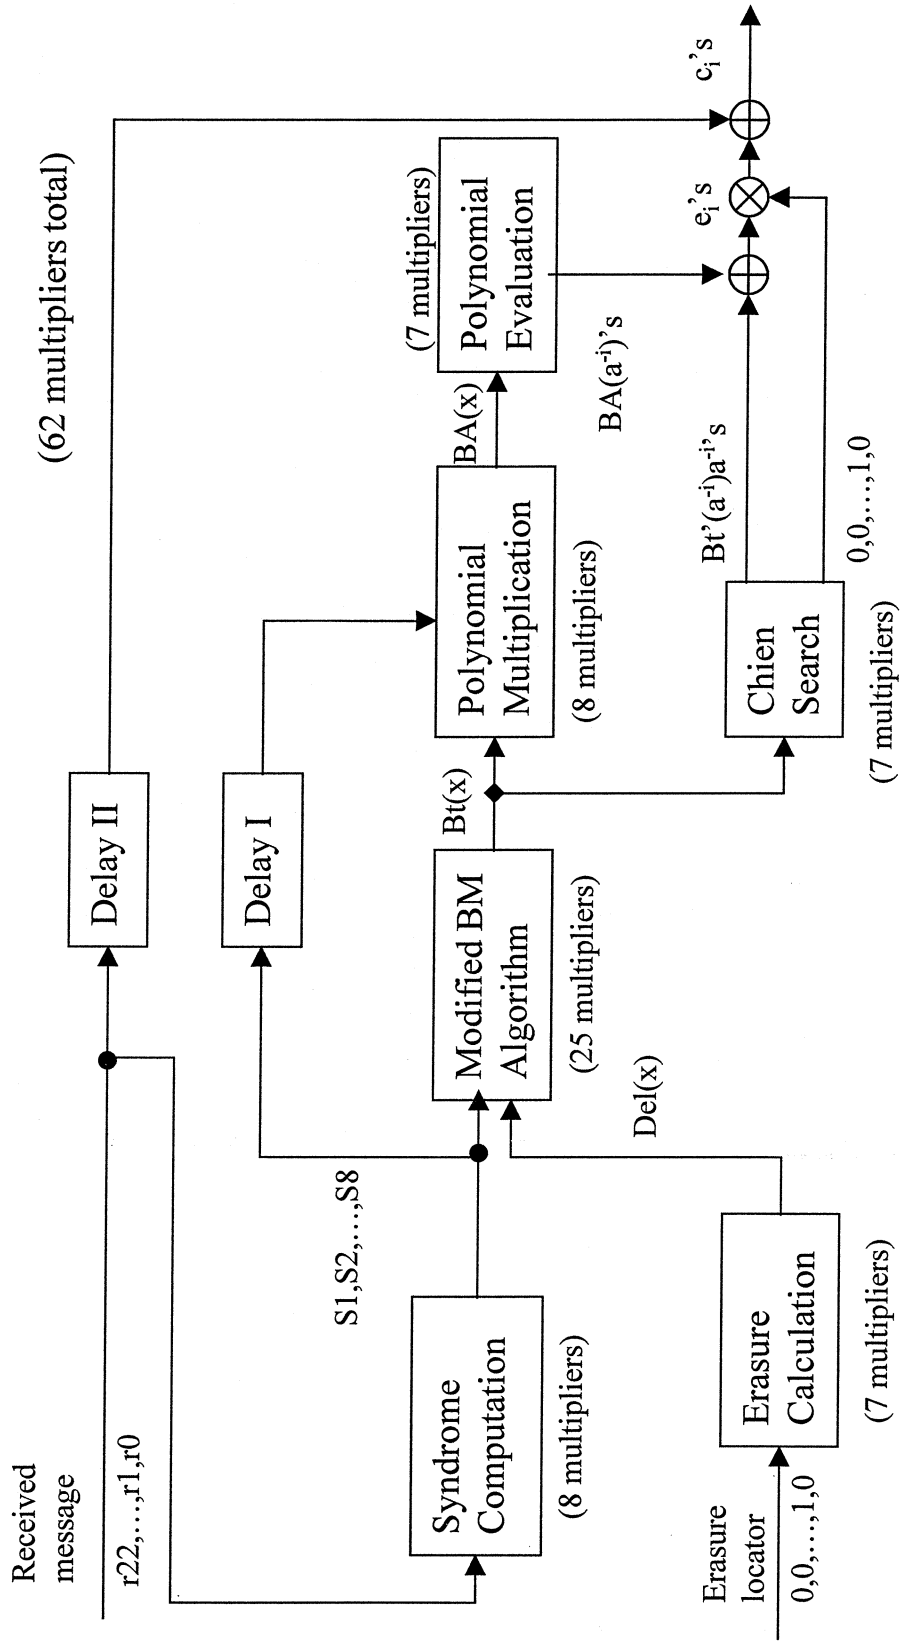 (62 multipliers total)
Received
message
r22,…,r1,r0
Delay II
Delay I
S1,S2,…,S8
Syndrome
Computation
(8 multipliers)
Modified BM
Algorithm
(25 multipliers)
Bt(x)
Polynomial
Multiplication
(8 multipliers)
BA(x)
(7 multipliers)
Polynomial
Evaluation
BA(a⁻ⁱ)'s
cᵢ's
eᵢ's
Bt'(a⁻ⁱ)a⁻ⁱ's
0,0,…,1,0
Chien
Search
(7 multipliers)
Del(x)
Erasure
locator
0,0,…,1,0
Erasure
Calculation
(7 multipliers)